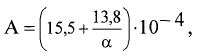 A = (15,5 + 13,8/α) · 10⁻⁴,